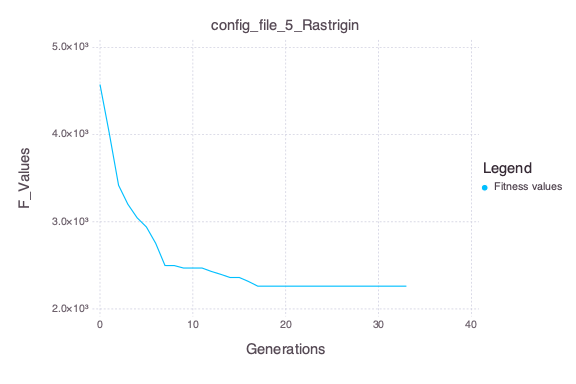 config_file_5_Rastrigin
5.0×10³
4.0×10³
3.0×10³
2.0×10³
F_Values
0 10 20 30 40
Generations
Legend
Fitness values